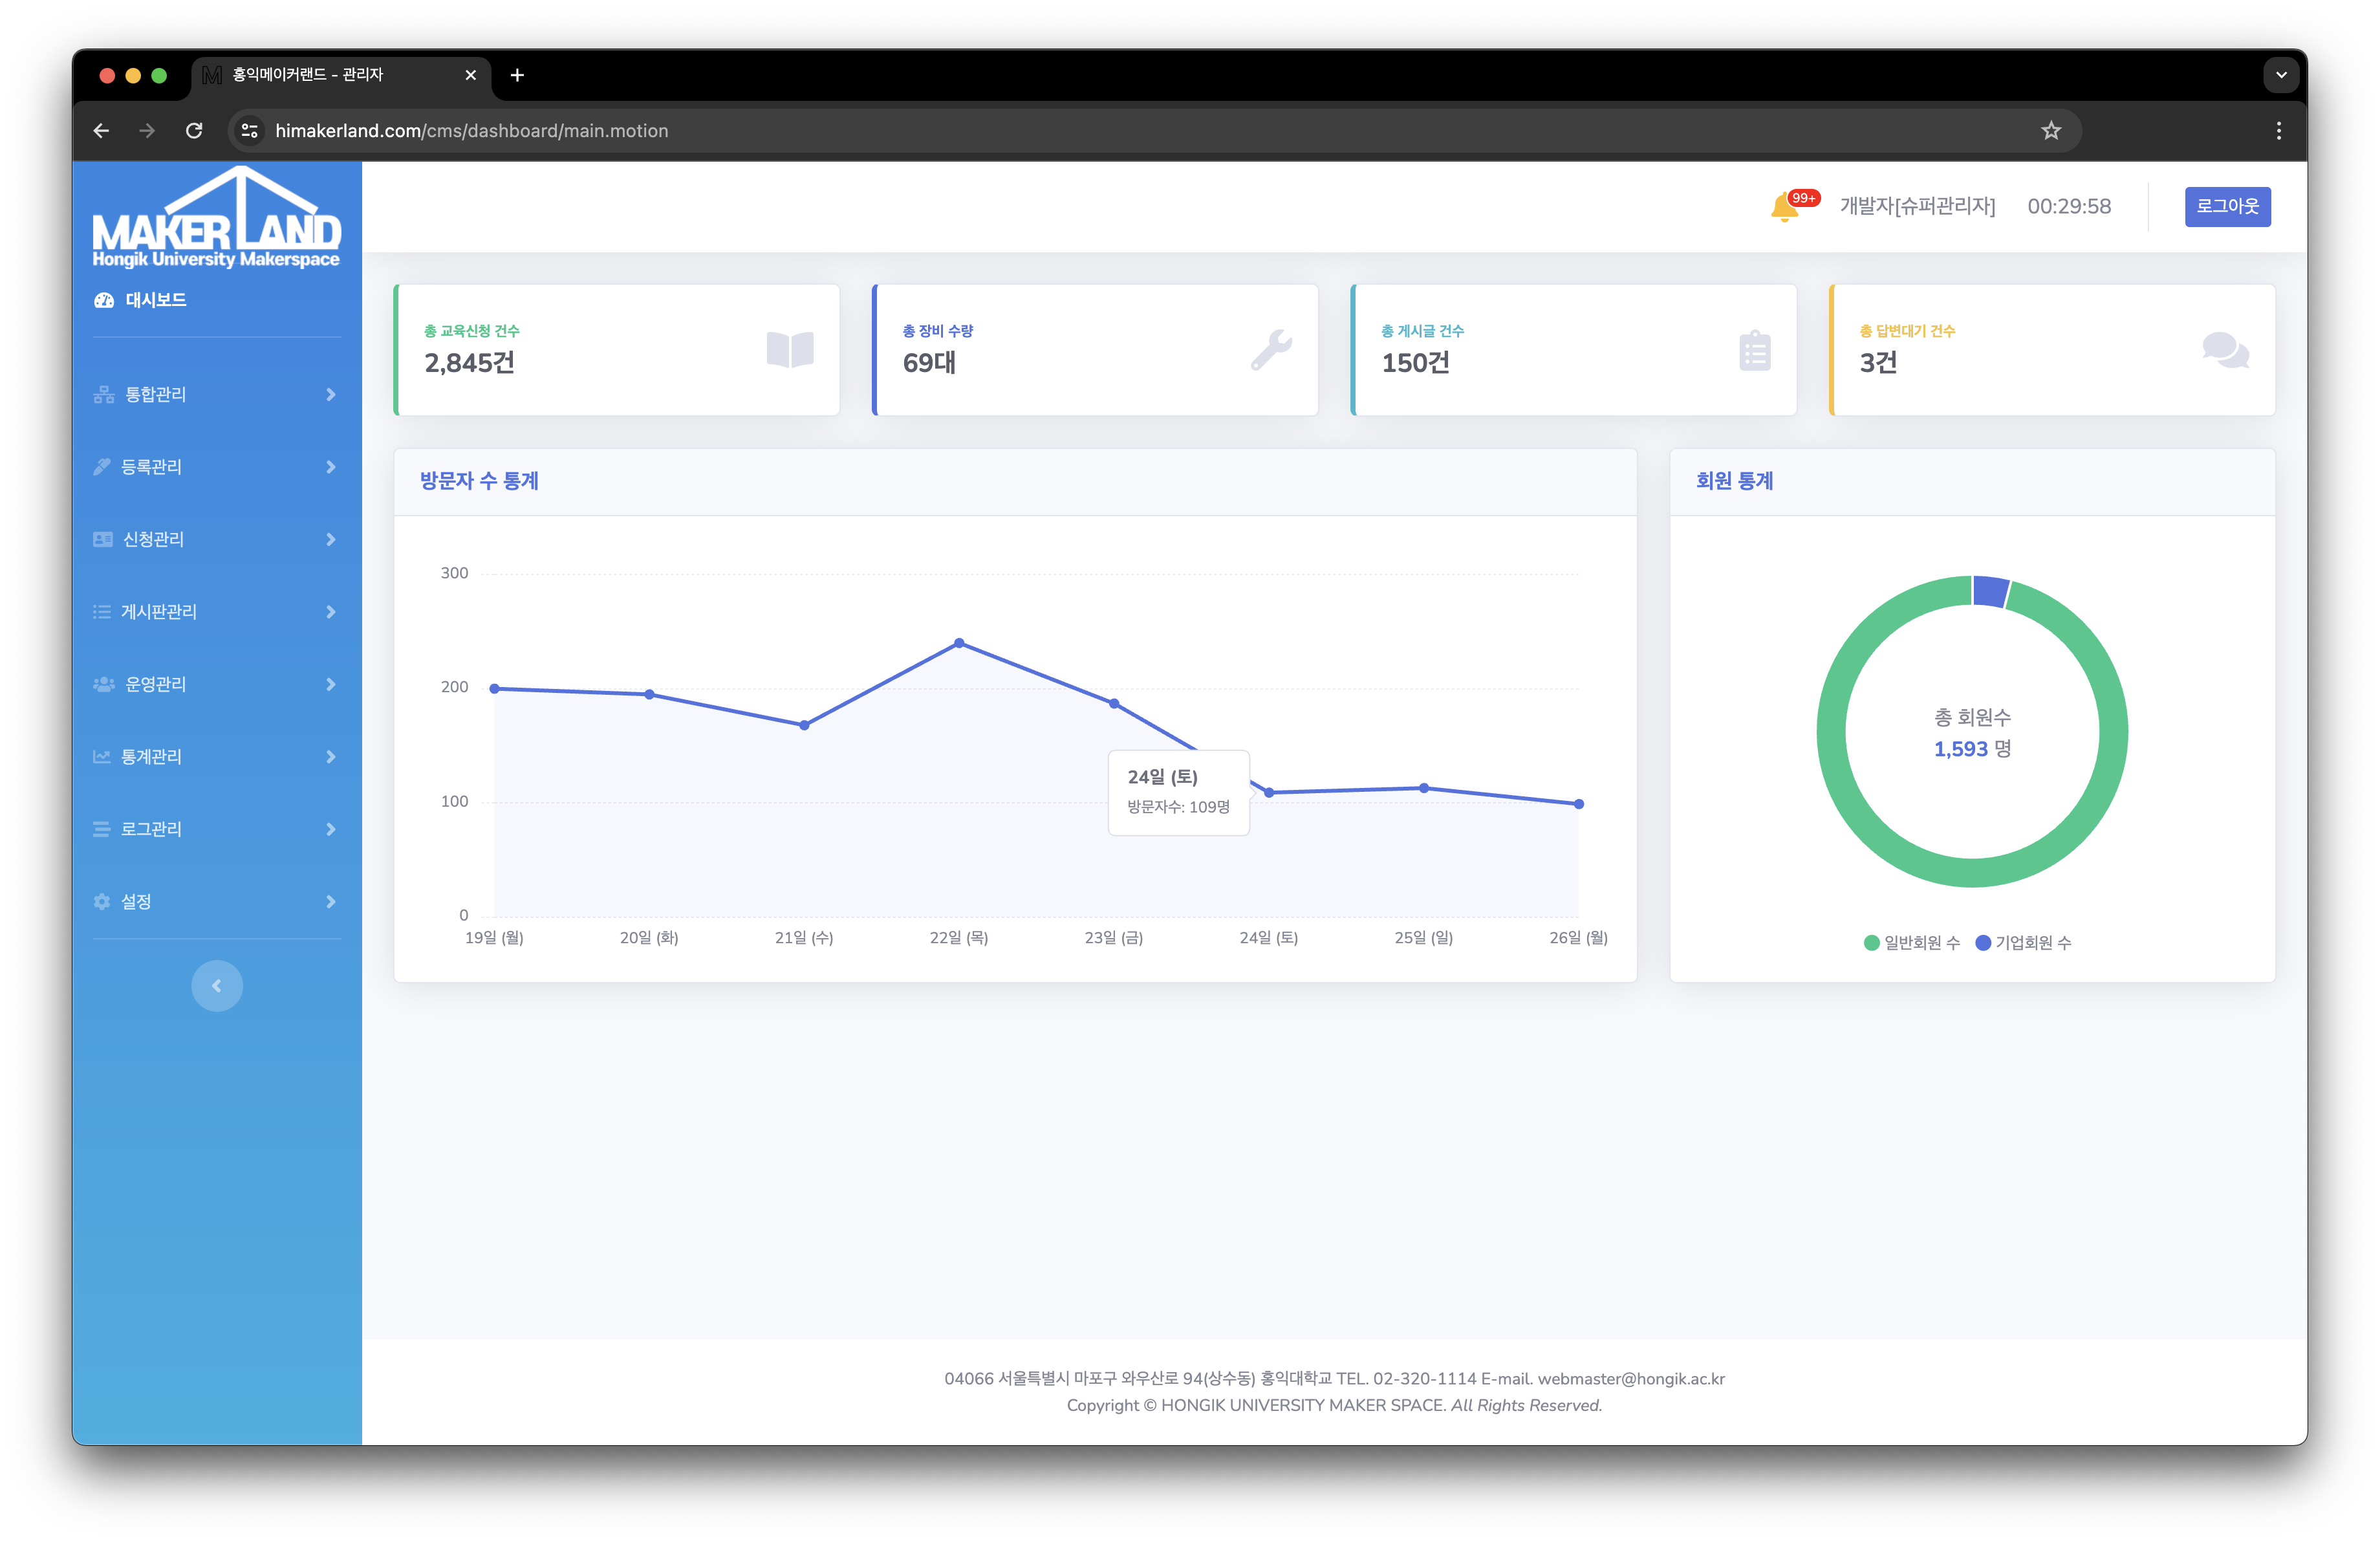 홍익메이커랜드 - 관리자
himakerland.com/cms/dashboard/main.motion
MAKERLAND
Hongik University Makerspace
대시보드
통합관리
등록관리
신청관리
게시판관리
운영관리
통계관리
로그관리
설정
99+
개발자[슈퍼관리자]
00:29:58
로그아웃
총 교육신청 건수
2,845건
총 장비 수량
69대
총 게시글 건수
150건
총 답변대기 건수
3건
방문자 수 통계
300
200
100
0
24일 (토)
방문자수: 109명
19일 (월) 20일 (화) 21일 (수) 22일 (목) 23일 (금) 24일 (토) 25일 (일) 26일 (월)
회원 통계
총 회원수
1,593 명
일반회원 수 기업회원 수
04066 서울특별시 마포구 와우산로 94(상수동) 홍익대학교 TEL. 02-320-1114 E-mail. webmaster@hongik.ac.kr
Copyright © HONGIK UNIVERSITY MAKER SPACE. All Rights Reserved.